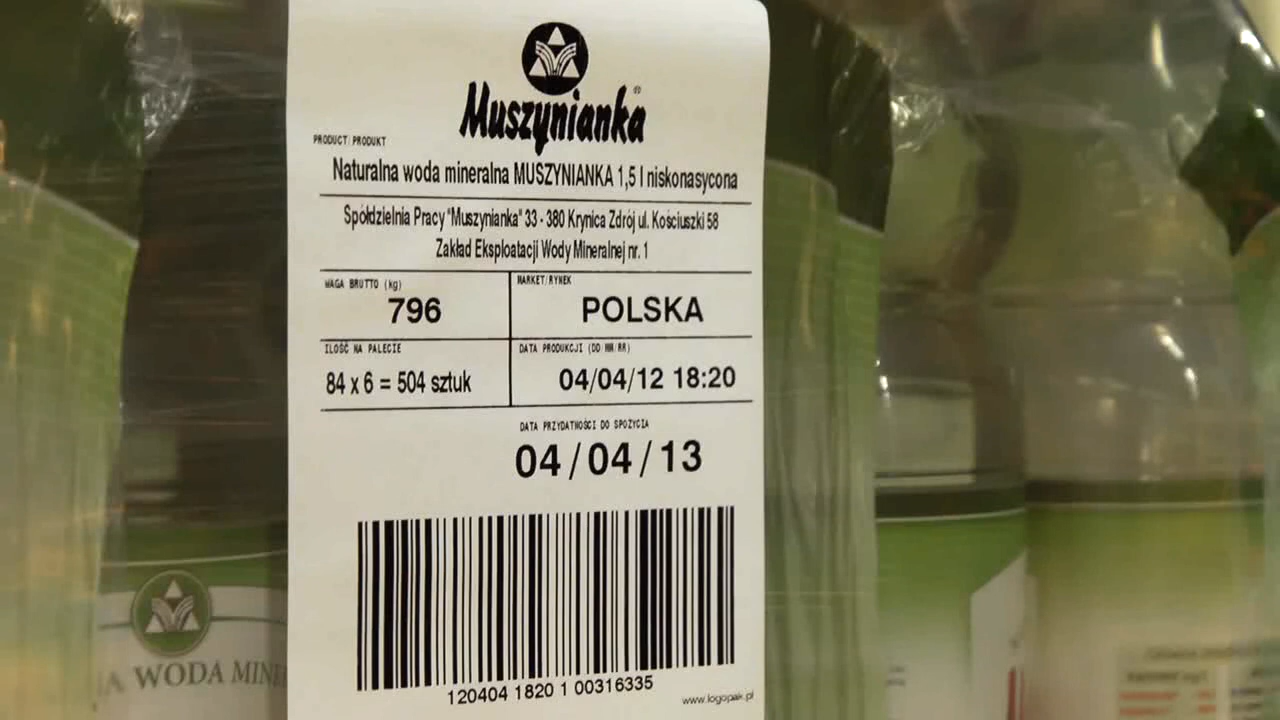 Muszynianka®
PRODUCT/PRODUKT
Naturalna woda mineralna MUSZYNIANKA 1,5 l niskonasycona
Spółdzielnia Pracy "Muszynianka" 33 - 380 Krynica Zdrój ul. Kościuszki 58
Zakład Eksploatacji Wody Mineralnej nr. 1
WAGA BRUTTO (kg)
796
MARKET/RYNEK
POLSKA
ILOŚĆ NA PALECIE
84 x 6 = 504 sztuk
DATA PRODUKCJI (DD/MM/RR)
04/04/12 18:20
DATA PRZYDATNOŚCI DO SPOŻYCIA
04/04/13
120404 1820 1 00316335
www.logopak.pl
A WODA MINE